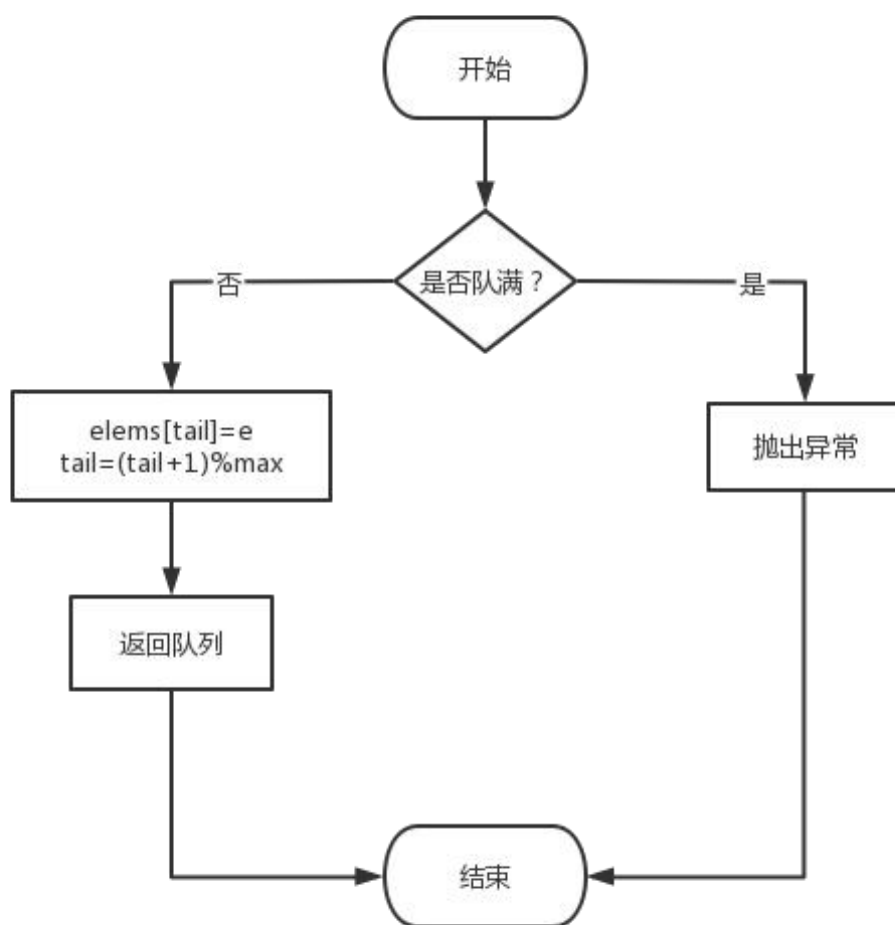 开始
是否队满？
否
是
elems[tail]=e
tail=(tail+1)%max
抛出异常
返回队列
结束